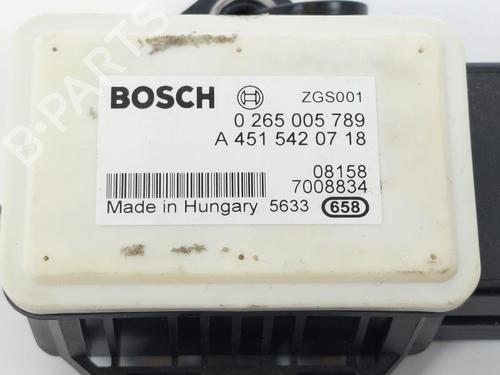 B-PARTS
BOSCH ZGS001
0 265 005 789
A 451 542 07 18
08158
7008834
Made in Hungary 5633 658